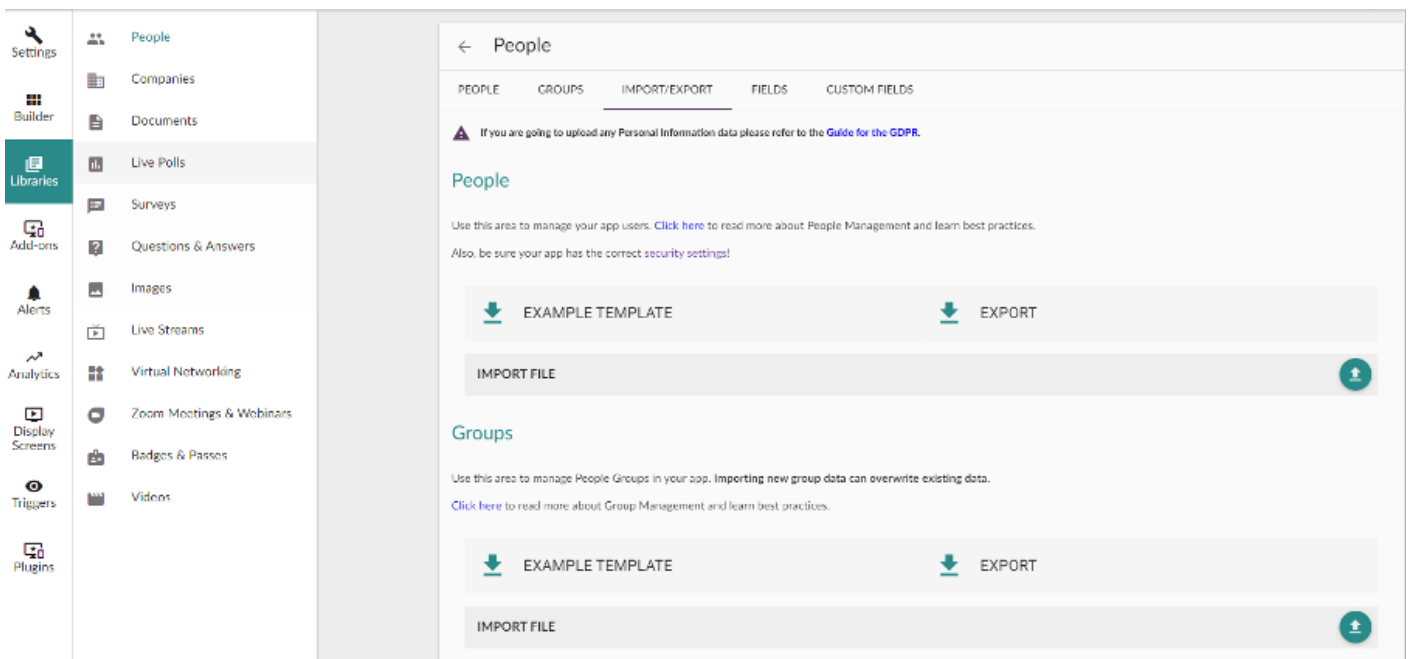 Settings
Builder
Libraries
Add-ons
Alerts
Analytics
Display
Screens
Triggers
Plugins
People
Companies
Documents
Live Polls
Surveys
Questions & Answers
Images
Live Streams
Virtual Networking
Zoom Meetings & Webinars
Badges & Passes
Videos
People
PEOPLE GROUPS IMPORT/EXPORT FIELDS CUSTOM FIELDS
If you are going to upload any Personal Information data please refer to the Guide for the GDPR.
People
Use this area to manage your app users. Click here to read more about People Management and learn best practices.
Also, be sure your app has the correct security settings!
EXAMPLE TEMPLATE EXPORT
IMPORT FILE
Groups
Use this area to manage People Groups in your app. Importing new group data can overwrite existing data.
Click here to read more about Group Management and learn best practices.
EXAMPLE TEMPLATE EXPORT
IMPORT FILE